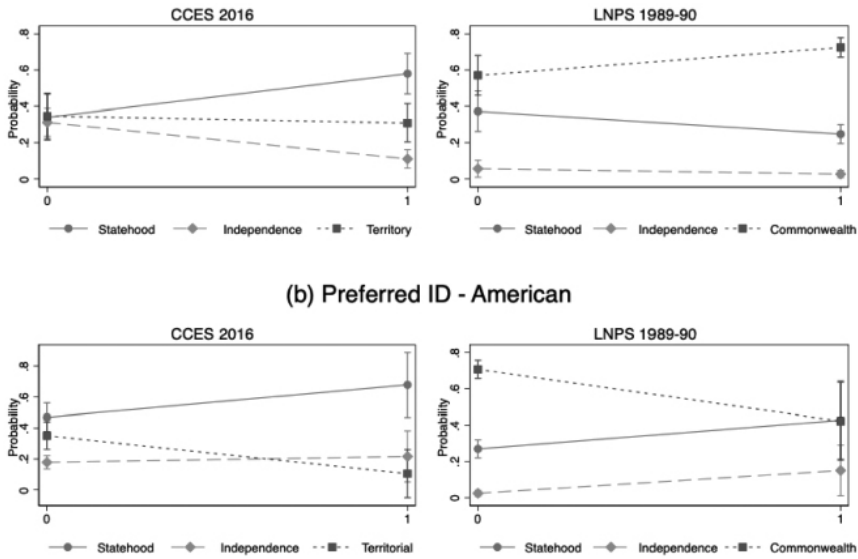 CCES 2016
LNPS 1989-90
Probability
.8
.6
.4
.2
0
0
1
Probability
.8
.6
.4
.2
0
0
1
Statehood Independence Territory
Statehood Independence Commonwealth
(b) Preferred ID - American
CCES 2016
LNPS 1989-90
Probability
.8
.6
.4
.2
0
0
1
Probability
.8
.6
.4
.2
0
0
1
Statehood Independence Territorial
Statehood Independence Commonwealth